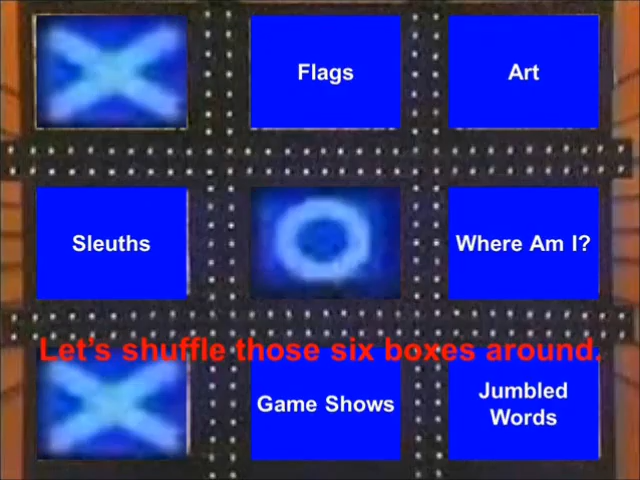 Flags
Art
Sleuths
Where Am I?
Let's shuffle those six boxes around.
Game Shows
Jumbled
Words